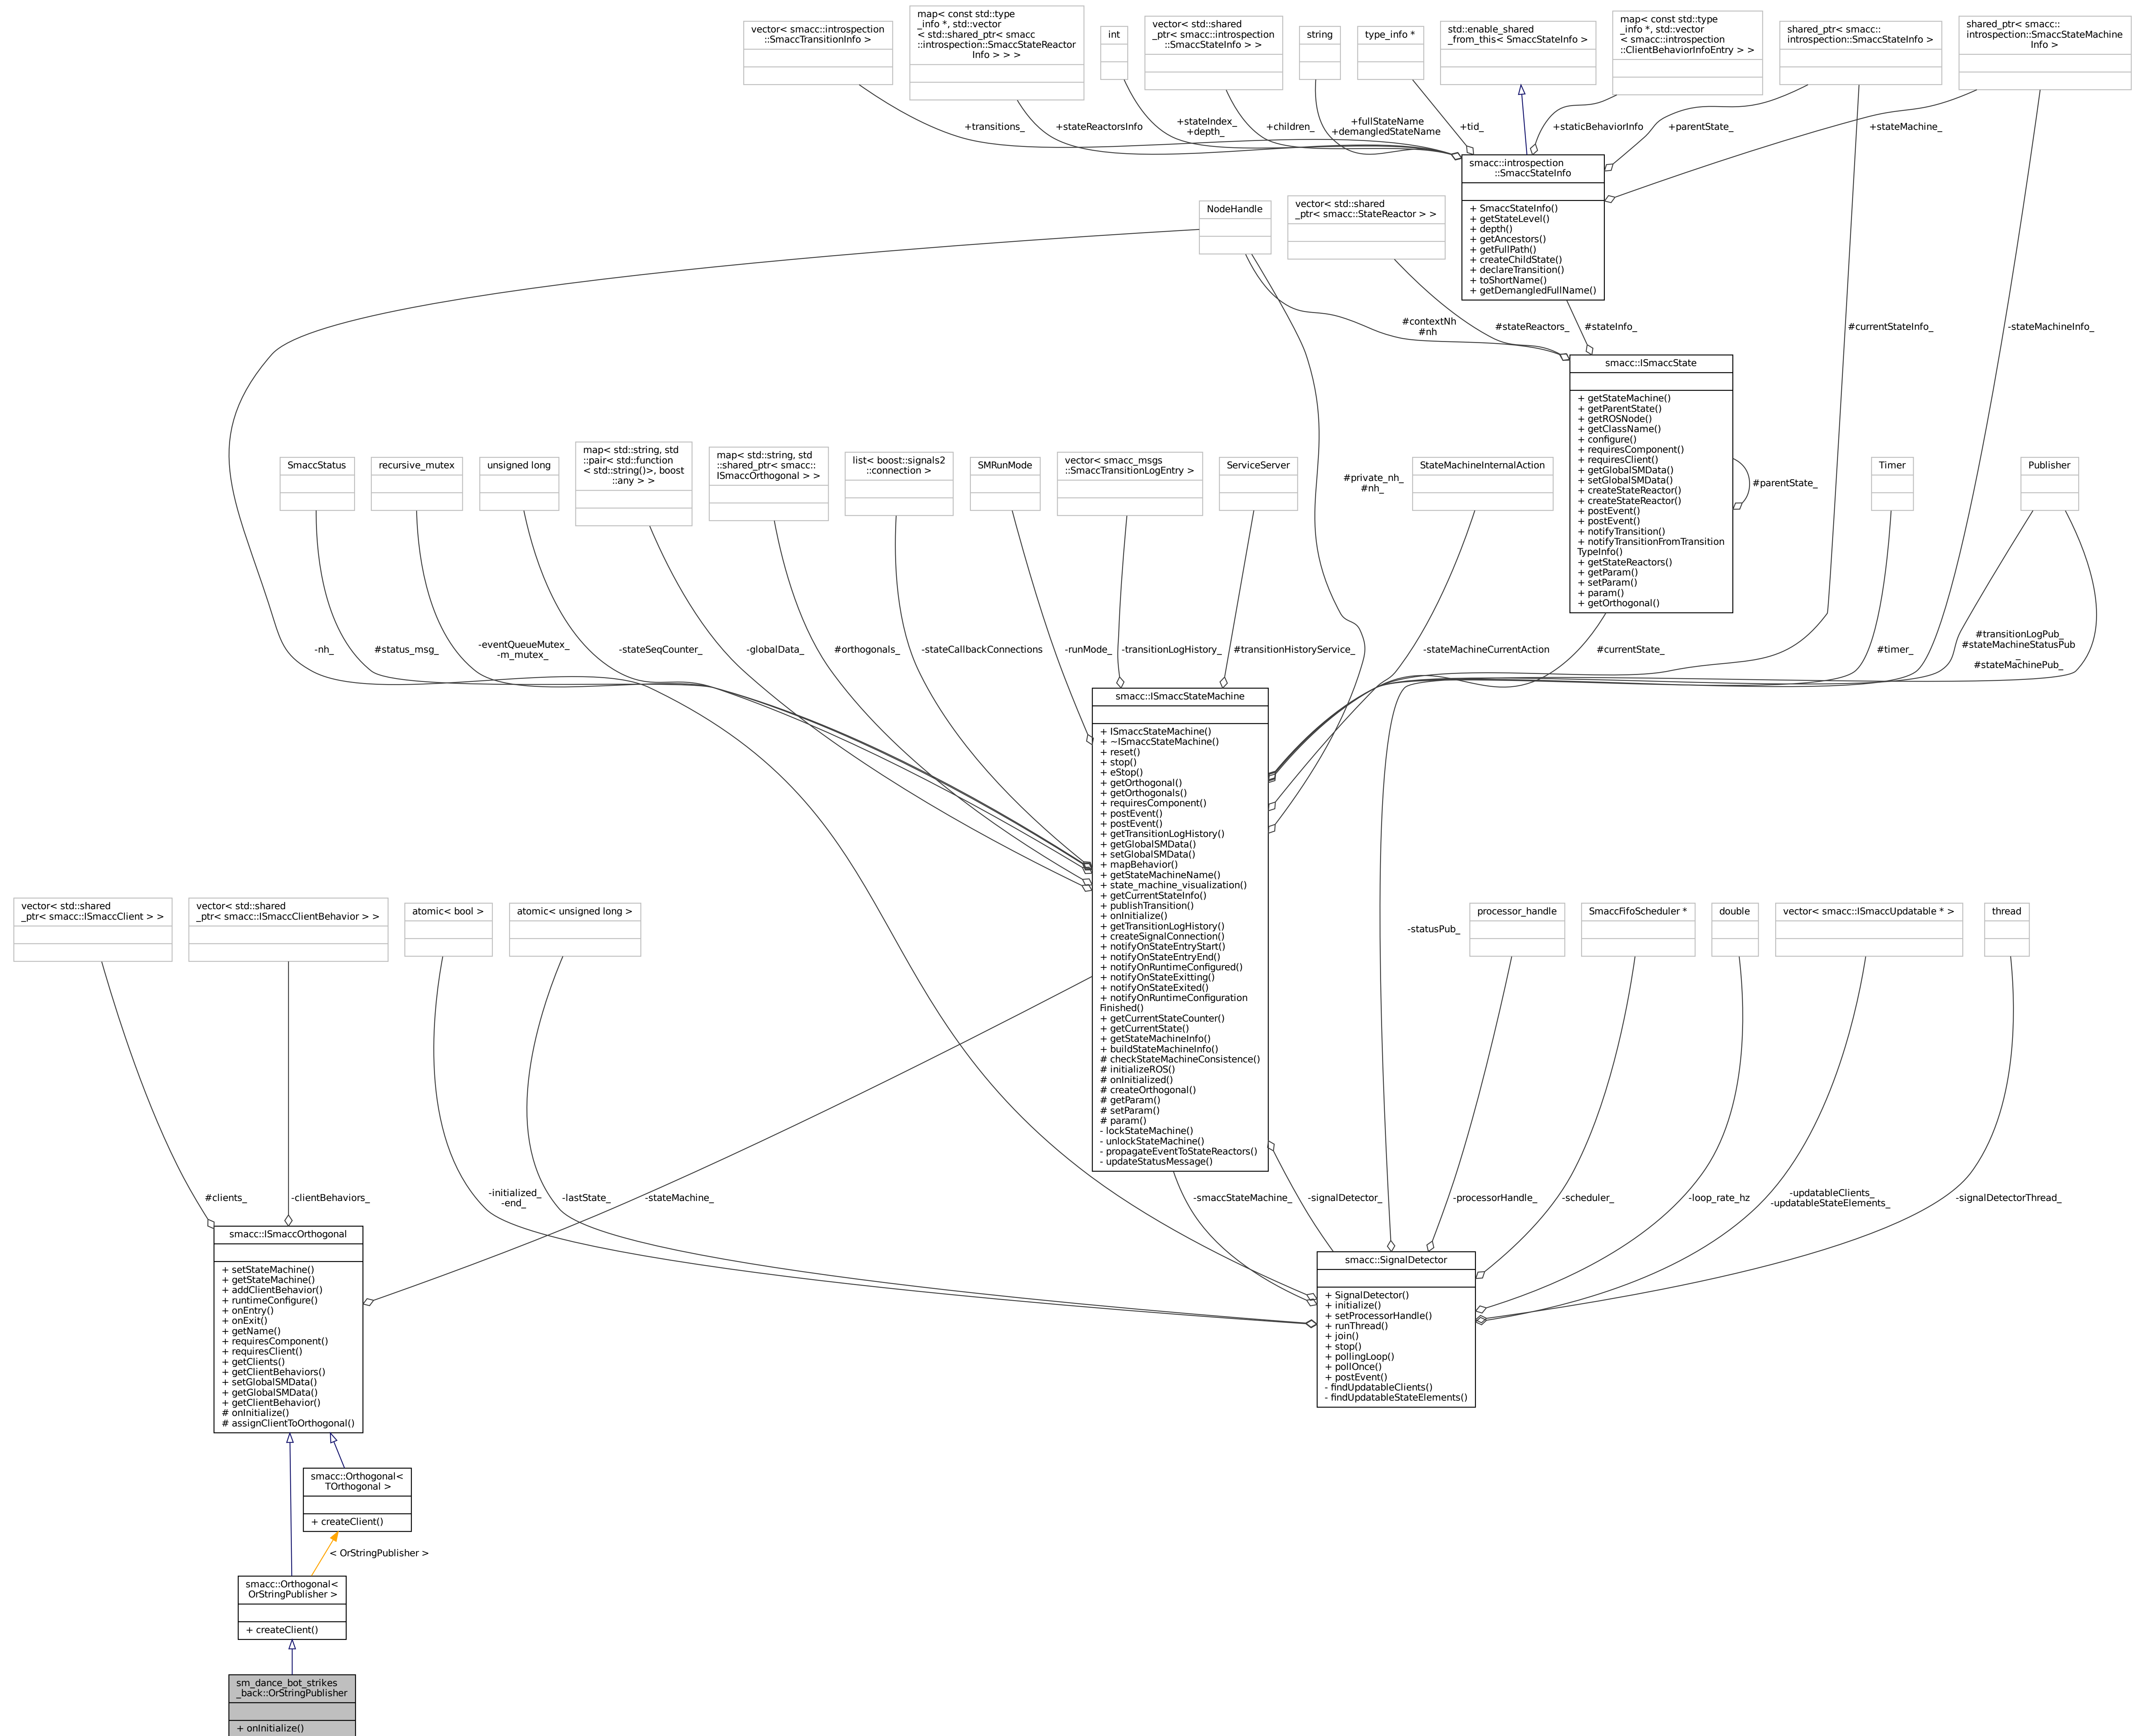 vector< smacc::introspection
::SmaccTransitionInfo >
map< const std::type
_info *, std::vector
< std::shared_ptr< smacc
::introspection::SmaccStateReactor
Info > > >
int
vector< std::shared
_ptr< smacc::introspection
::SmaccStateInfo > >
string
type_info *
std::enable_shared
_from_this< SmaccStateInfo >
map< const std::type
_info *, std::vector
< smacc::introspection
::ClientBehaviorInfoEntry > >
shared_ptr< smacc::
introspection::SmaccStateInfo >
shared_ptr< smacc::
introspection::SmaccStateMachine
Info >
+transitions_
+stateReactorsInfo
+stateIndex_
+depth_
+children_
+fullStateName
+demangledStateName
+tid_
+staticBehaviorInfo
+parentState_
+stateMachine_
smacc::introspection
::SmaccStateInfo
+ SmaccStateInfo()
+ getStateLevel()
+ depth()
+ getAncestors()
+ getFullPath()
+ createChildState()
+ declareTransition()
+ toShortName()
+ getDemangledFullName()
NodeHandle
vector< std::shared
_ptr< smacc::StateReactor > >
#contextNh
#nh
#stateReactors_
#stateInfo_
#currentStateInfo_
-stateMachineInfo_
smacc::ISmaccState
+ getStateMachine()
+ getParentState()
+ getROSNode()
+ getClassName()
+ configure()
+ requiresComponent()
+ requiresClient()
+ getGlobalSMData()
+ setGlobalSMData()
+ createStateReactor()
+ createStateReactor()
+ postEvent()
+ postEvent()
+ notifyTransition()
+ notifyTransitionFromTransition
TypeInfo()
+ getStateReactors()
+ getParam()
+ setParam()
+ param()
+ getOrthogonal()
#parentState_
SmaccStatus
recursive_mutex
unsigned long
map< std::string, std
::pair< std::function
< std::string()>, boost
::any > >
map< std::string, std
::shared_ptr< smacc::
ISmaccOrthogonal > >
list< boost::signals2
::connection >
SMRunMode
vector< smacc_msgs
::SmaccTransitionLogEntry >
ServiceServer
#private_nh_
#nh_
StateMachineInternalAction
Timer
Publisher
-nh_
#status_msg_
-eventQueueMutex_
-m_mutex_
-stateSeqCounter_
-globalData_
#orthogonals_
-stateCallbackConnections
-runMode_
-transitionLogHistory_
#transitionHistoryService_
-stateMachineCurrentAction
#currentState_
#timer_
#transitionLogPub_
#stateMachineStatusPub
_
#stateMachinePub_
smacc::ISmaccStateMachine
+ ISmaccStateMachine()
+ ~ISmaccStateMachine()
+ reset()
+ stop()
+ eStop()
+ getOrthogonal()
+ getOrthogonals()
+ requiresComponent()
+ postEvent()
+ postEvent()
+ getTransitionLogHistory()
+ getGlobalSMData()
+ setGlobalSMData()
+ mapBehavior()
+ getStateMachineName()
+ state_machine_visualization()
+ getCurrentStateInfo()
+ publishTransition()
+ onInitialize()
+ getTransitionLogHistory()
+ createSignalConnection()
+ notifyOnStateEntryStart()
+ notifyOnStateEntryEnd()
+ notifyOnRuntimeConfigured()
+ notifyOnStateExitting()
+ notifyOnStateExited()
+ notifyOnRuntimeConfiguration
Finished()
+ getCurrentStateCounter()
+ getCurrentState()
+ getStateMachineInfo()
+ buildStateMachineInfo()
# checkStateMachineConsistence()
# initializeROS()
# onInitialized()
# createOrthogonal()
# getParam()
# setParam()
# param()
- lockStateMachine()
- unlockStateMachine()
- propagateEventToStateReactors()
- updateStatusMessage()
vector< std::shared
_ptr< smacc::ISmaccClient > >
vector< std::shared
_ptr< smacc::ISmaccClientBehavior > >
atomic< bool >
atomic< unsigned long >
-statusPub_
processor_handle
SmaccFifoScheduler *
double
vector< smacc::ISmaccUpdatable * >
thread
#clients_
-clientBehaviors_
-initialized_
-end_
-lastState_
-stateMachine_
-smaccStateMachine_
-signalDetector_
-processorHandle_
-scheduler_
-loop_rate_hz
-updatableClients_
-updatableStateElements_
-signalDetectorThread_
smacc::ISmaccOrthogonal
+ setStateMachine()
+ getStateMachine()
+ addClientBehavior()
+ runtimeConfigure()
+ onEntry()
+ onExit()
+ getName()
+ requiresComponent()
+ requiresClient()
+ getClients()
+ getClientBehaviors()
+ setGlobalSMData()
+ getGlobalSMData()
+ getClientBehavior()
# onInitialize()
# assignClientToOrthogonal()
smacc::SignalDetector
+ SignalDetector()
+ initialize()
+ setProcessorHandle()
+ runThread()
+ join()
+ stop()
+ pollingLoop()
+ pollOnce()
+ postEvent()
- findUpdatableClients()
- findUpdatableStateElements()
smacc::Orthogonal<
TOrthogonal >
+ createClient()
< OrStringPublisher >
smacc::Orthogonal<
OrStringPublisher >
+ createClient()
sm_dance_bot_strikes
_back::OrStringPublisher
+ onInitialize()